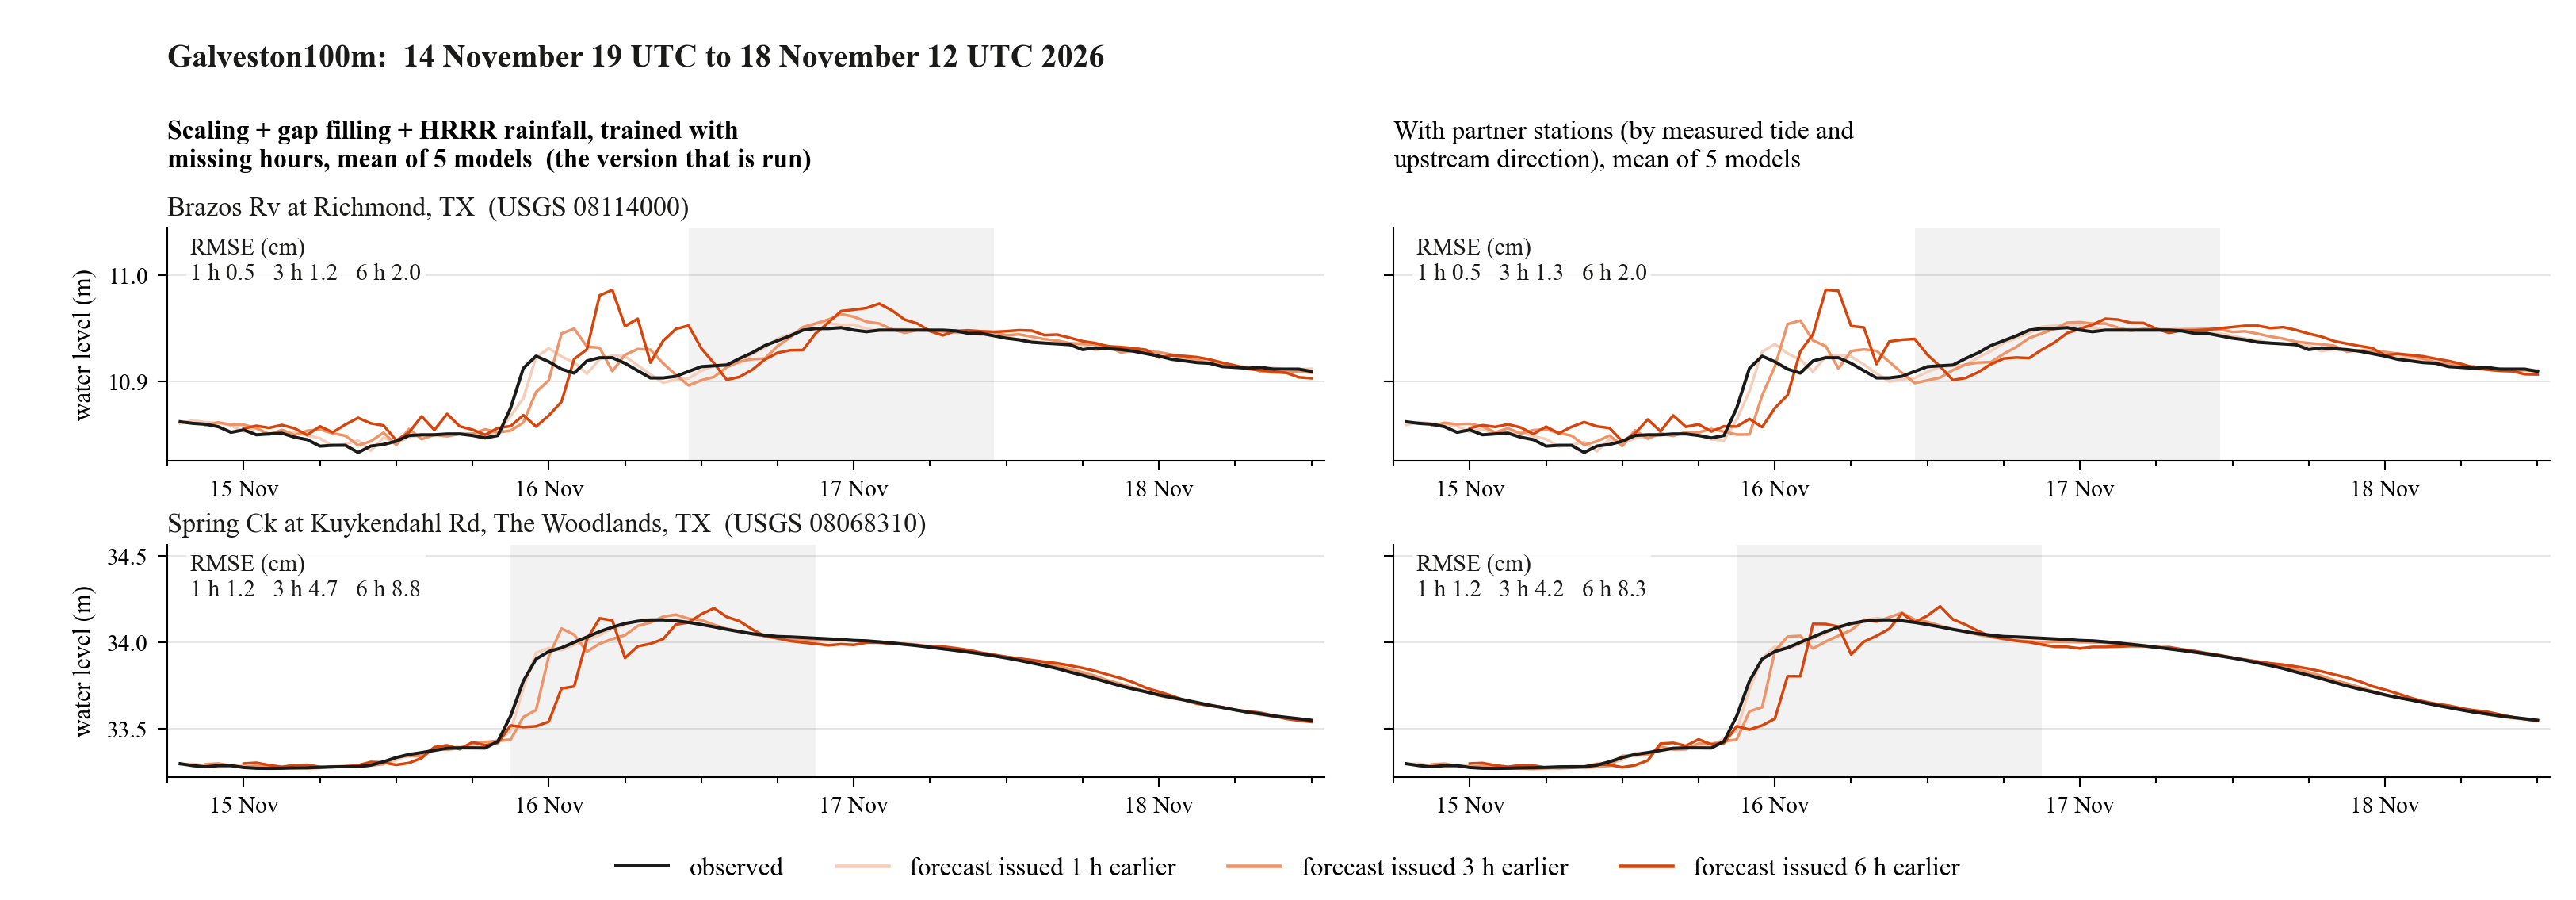 Galveston100m:  14 November 19 UTC to 18 November 12 UTC 2026
Scaling + gap filling + HRRR rainfall, trained with
missing hours, mean of 5 models  (the version that is run)
With partner stations (by measured tide and
upstream direction), mean of 5 models
Brazos Rv at Richmond, TX  (USGS 08114000)
RMSE (cm)
1 h 0.5   3 h 1.2   6 h 2.0
RMSE (cm)
1 h 0.5   3 h 1.3   6 h 2.0
water level (m)
11.0
10.9
15 Nov
16 Nov
17 Nov
18 Nov
15 Nov
16 Nov
17 Nov
18 Nov
Spring Ck at Kuykendahl Rd, The Woodlands, TX  (USGS 08068310)
RMSE (cm)
1 h 1.2   3 h 4.7   6 h 8.8
RMSE (cm)
1 h 1.2   3 h 4.2   6 h 8.3
water level (m)
34.5
34.0
33.5
15 Nov
16 Nov
17 Nov
18 Nov
15 Nov
16 Nov
17 Nov
18 Nov
observed
forecast issued 1 h earlier
forecast issued 3 h earlier
forecast issued 6 h earlier